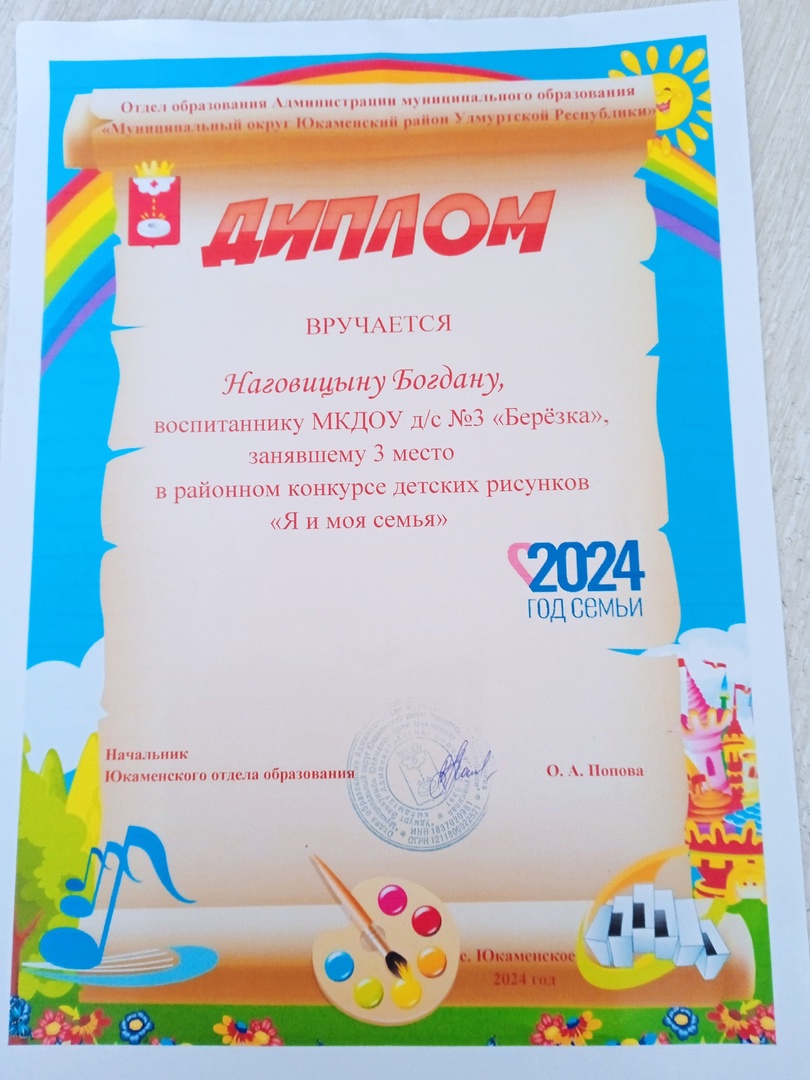 Отдел образования Администрации муниципального образования
«Муниципальный округ Юкаменский район Удмуртской Республики»
ДИПЛОМ
ВРУЧАЕТСЯ
Наговицыну Богдану,
воспитаннику МКДОУ д/с №3 «Берёзка»,
занявшему 3 место
в районном конкурсе детских рисунков
«Я и моя семья»
2024
ГОД СЕМЬИ
Начальник
Юкаменского отдела образования
О. А. Попова
с. Юкаменское
2024 год